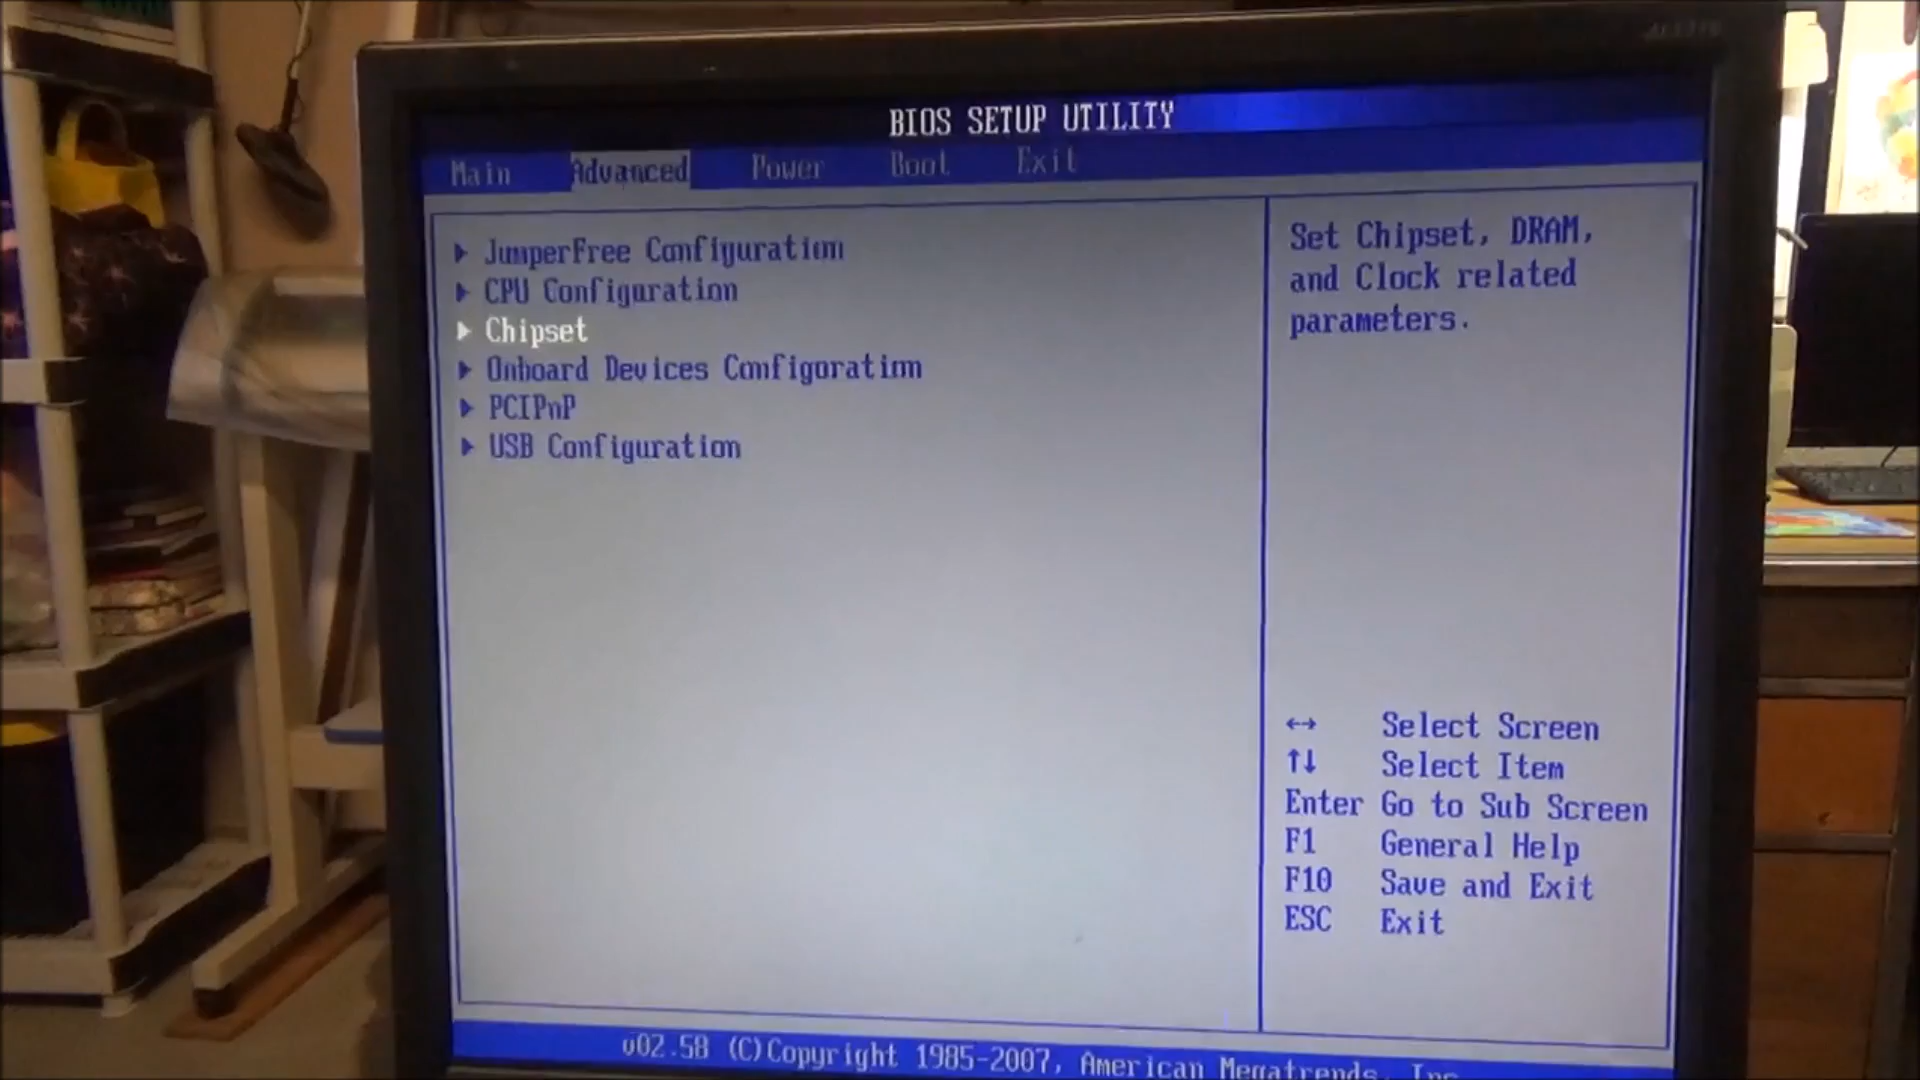 BIOS SETUP UTILITY
Main Advanced Power Boot Exit
JumperFree Configuration
CPU Configuration
Chipset
Onboard Devices Configuration
PCIPnP
USB Configuration
Set Chipset, DRAM,
and Clock related
parameters.
↔ Select Screen
↑↓ Select Item
Enter Go to Sub Screen
F1 General Help
F10 Save and Exit
ESC Exit
v02.58 (C)Copyright 1985-2007, American Megatrends, Inc.